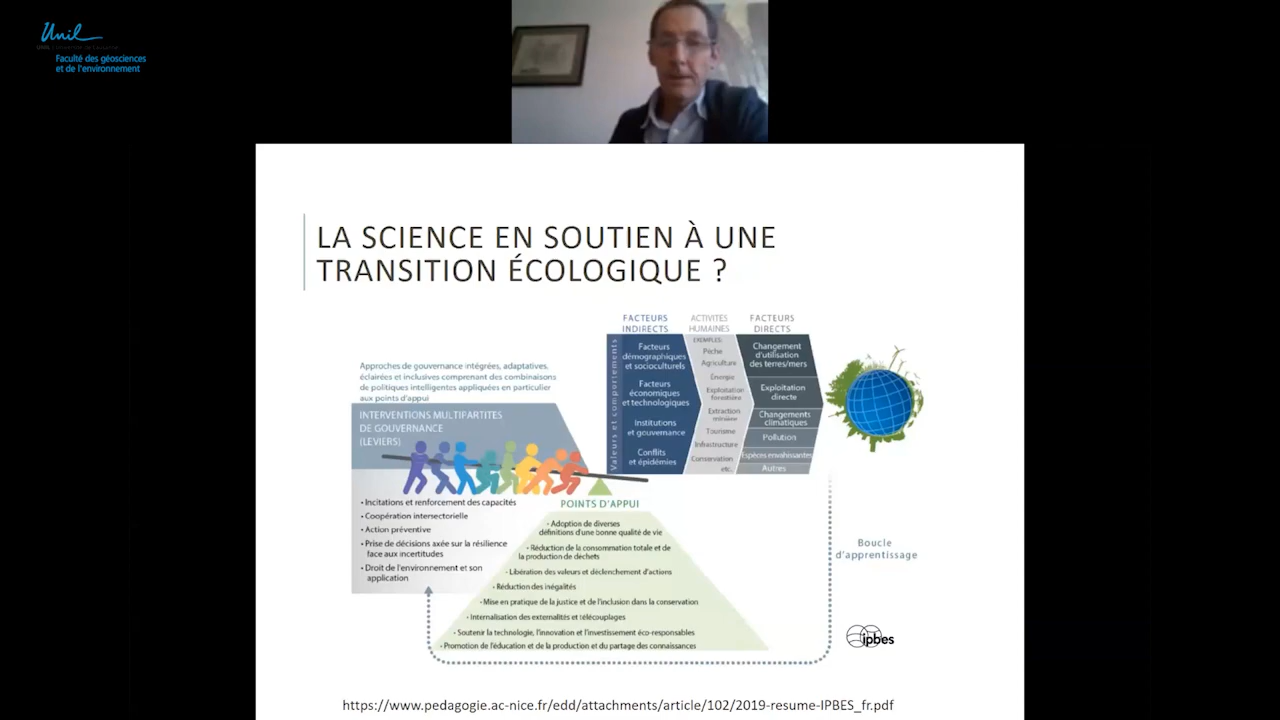 Unil
UNIL | Université de Lausanne
Faculté des géosciences
et de l'environnement
LA SCIENCE EN SOUTIEN À UNE
TRANSITION ÉCOLOGIQUE ?
FACTEURS
INDIRECTS
ACTIVITÉS
HUMAINES
FACTEURS
DIRECTS
Valeurs et comportements
Facteurs
démographiques
et socioculturels
Facteurs
économiques
et technologiques
Institutions
et gouvernance
Conflits
et épidémies
EXEMPLES:
Pêche
Agriculture
Énergie
Exploitation
forestière
Extraction
minière
Tourisme
Infrastructure
Conservation
etc.
Changement
d'utilisation
des terres/mers
Exploitation
directe
Changements
climatiques
Pollution
Espèces envahissantes
Autres
Approches de gouvernance intégrées, adaptatives,
éclairées et inclusives comprenant des combinaisons
de politiques intelligentes appliquées en particulier
aux points d'appui
INTERVENTIONS MULTIPARTITES
DE GOUVERNANCE
(LEVIERS)
• Incitations et renforcement des capacités
• Coopération intersectorielle
• Action préventive
• Prise de décisions axée sur la résilience
face aux incertitudes
• Droit de l'environnement et son
application
POINTS D'APPUI
• Adoption de diverses
définitions d'une bonne qualité de vie
• Réduction de la consommation totale et de
la production de déchets
• Libération des valeurs et déclenchement d'actions
• Réduction des inégalités
• Mise en pratique de la justice et de l'inclusion dans la conservation
• Internalisation des externalités et télécouplages
• Soutenir la technologie, l'innovation et l'investissement éco-responsables
• Promotion de l'éducation et de la production et du partage des connaissances
Boucle
d'apprentissage
ipbes
https://www.pedagogie.ac-nice.fr/edd/attachments/article/102/2019-resume-IPBES_fr.pdf